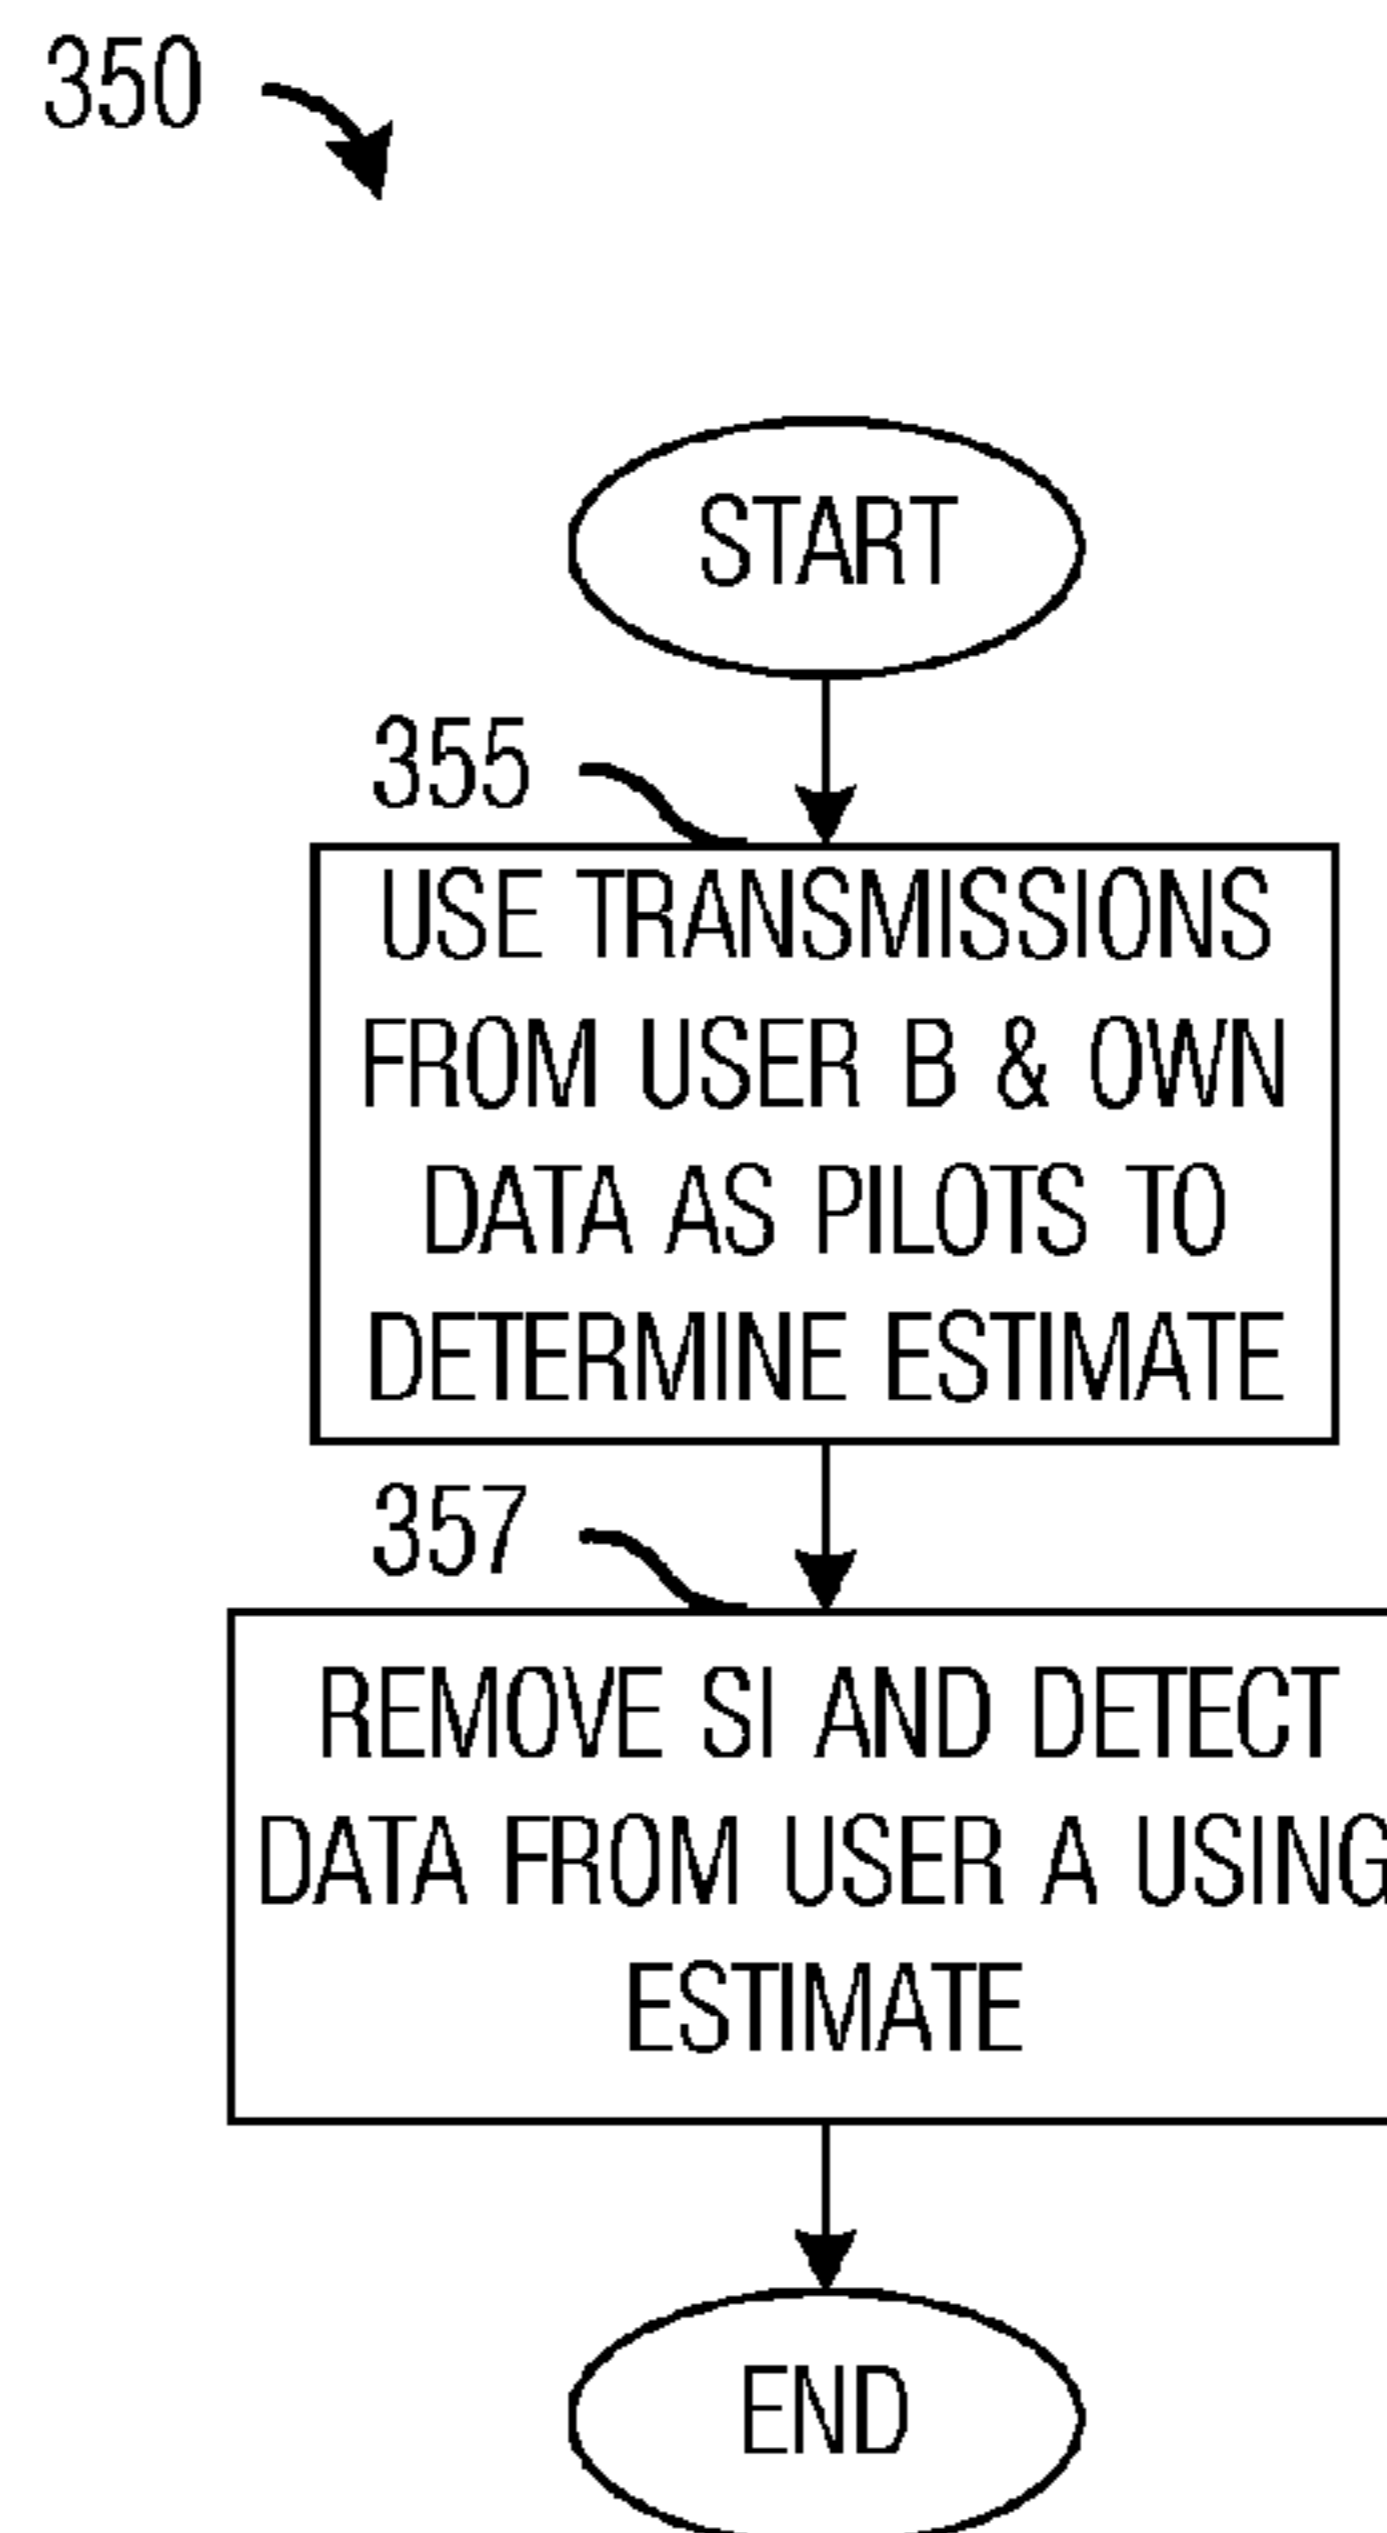 350
START
355
USE TRANSMISSIONS
FROM USER B & OWN
DATA AS PILOTS TO
DETERMINE ESTIMATE
357
REMOVE SI AND DETECT
DATA FROM USER A USING
ESTIMATE
END